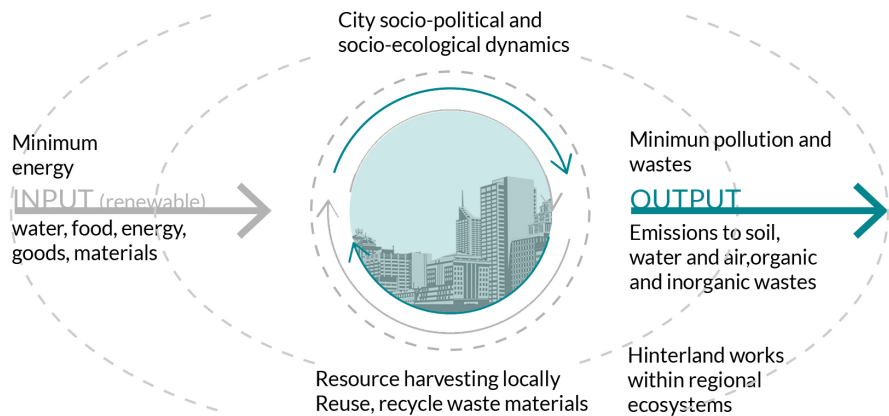 City socio-political and
socio-ecological dynamics
Minimum
energy
INPUT (renewable)
water, food, energy,
goods, materials
Minimun pollution and
wastes
OUTPUT
Emissions to soil,
water and air,organic
and inorganic wastes
Resource harvesting locally
Reuse, recycle waste materials
Hinterland works
within regional
ecosystems